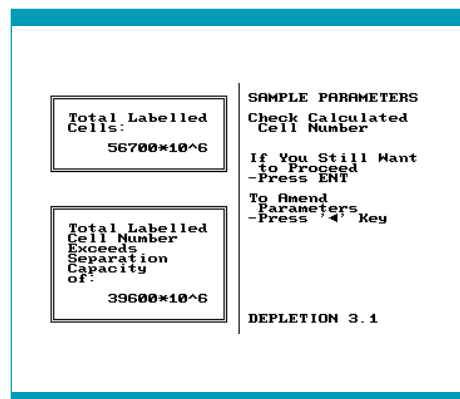 Total Labelled
Cells:
56700*10^6
Total Labelled
Cell Number
Exceeds
Separation
Capacity
of:
39600*10^6
SAMPLE PARAMETERS
Check Calculated
Cell Number
If You Still Want
to Proceed
-Press ENT
To Amend
Parameters
-Press '◄' Key
DEPLETION 3.1